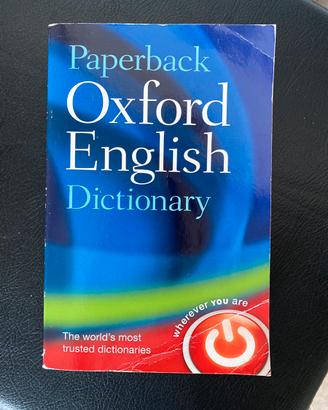 Paperback
Oxford
English
Dictionary
wherever you are
The world's most
trusted dictionaries